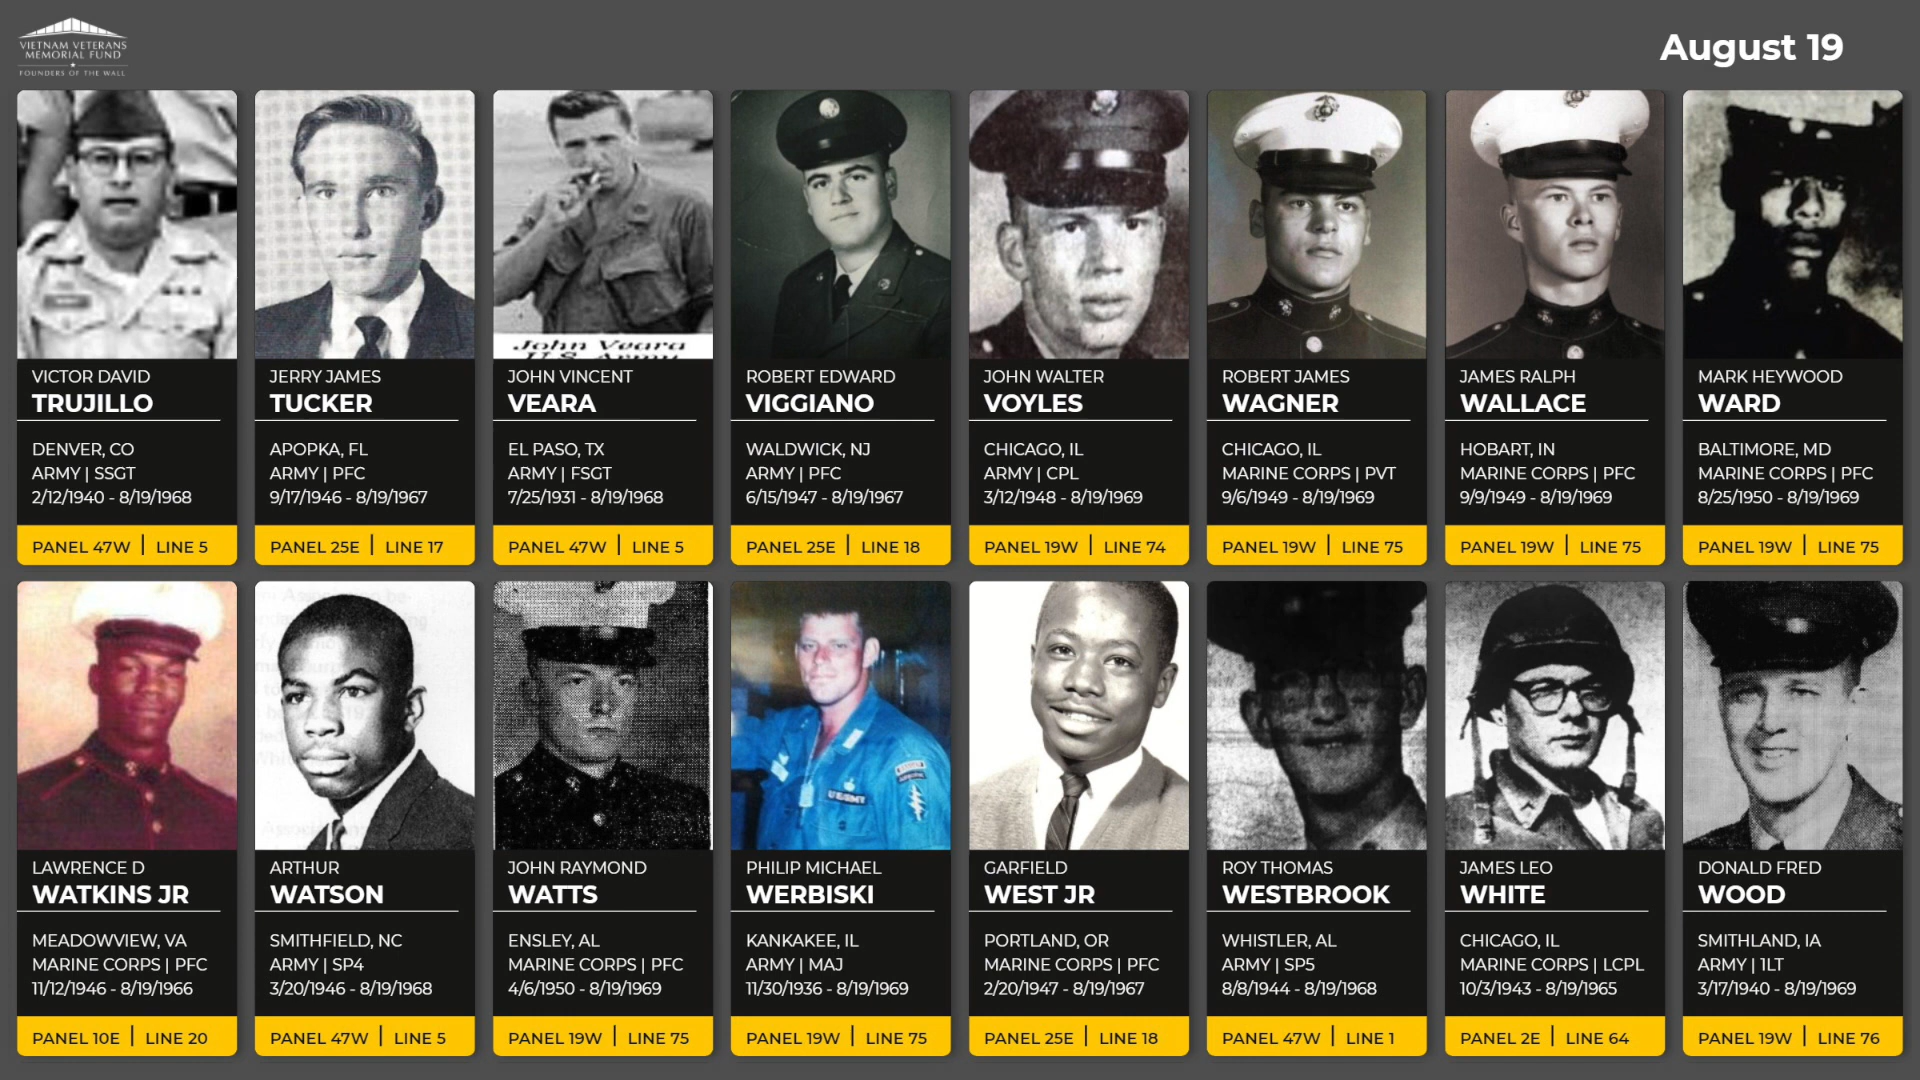 VIETNAM VETERANS
MEMORIAL FUND
FOUNDERS OF THE WALL
August 19
John Veara
U.S. Army
VICTOR DAVID
TRUJILLO
DENVER, CO
ARMY | SSGT
2/12/1940 - 8/19/1968
PANEL 47W | LINE 5
JERRY JAMES
TUCKER
APOPKA, FL
ARMY | PFC
9/17/1946 - 8/19/1967
PANEL 25E | LINE 17
JOHN VINCENT
VEARA
EL PASO, TX
ARMY | FSGT
7/25/1931 - 8/19/1968
PANEL 47W | LINE 5
ROBERT EDWARD
VIGGIANO
WALDWICK, NJ
ARMY | PFC
6/15/1947 - 8/19/1967
PANEL 25E | LINE 18
JOHN WALTER
VOYLES
CHICAGO, IL
ARMY | CPL
3/12/1948 - 8/19/1969
PANEL 19W | LINE 74
ROBERT JAMES
WAGNER
CHICAGO, IL
MARINE CORPS | PVT
9/6/1949 - 8/19/1969
PANEL 19W | LINE 75
JAMES RALPH
WALLACE
HOBART, IN
MARINE CORPS | PFC
9/9/1949 - 8/19/1969
PANEL 19W | LINE 75
MARK HEYWOOD
WARD
BALTIMORE, MD
MARINE CORPS | PFC
8/25/1950 - 8/19/1969
PANEL 19W | LINE 75
LAWRENCE D
WATKINS JR
MEADOWVIEW, VA
MARINE CORPS | PFC
11/12/1946 - 8/19/1966
PANEL 10E | LINE 20
ARTHUR
WATSON
SMITHFIELD, NC
ARMY | SP4
3/20/1946 - 8/19/1968
PANEL 47W | LINE 5
JOHN RAYMOND
WATTS
ENSLEY, AL
MARINE CORPS | PFC
4/6/1950 - 8/19/1969
PANEL 19W | LINE 75
PHILIP MICHAEL
WERBISKI
KANKAKEE, IL
ARMY | MAJ
11/30/1936 - 8/19/1969
PANEL 19W | LINE 75
GARFIELD
WEST JR
PORTLAND, OR
MARINE CORPS | PFC
2/20/1947 - 8/19/1967
PANEL 25E | LINE 18
ROY THOMAS
WESTBROOK
WHISTLER, AL
ARMY | SP5
8/8/1944 - 8/19/1968
PANEL 47W | LINE 1
JAMES LEO
WHITE
CHICAGO, IL
MARINE CORPS | LCPL
10/3/1943 - 8/19/1965
PANEL 2E | LINE 64
DONALD FRED
WOOD
SMITHLAND, IA
ARMY | 1LT
3/17/1940 - 8/19/1969
PANEL 19W | LINE 76